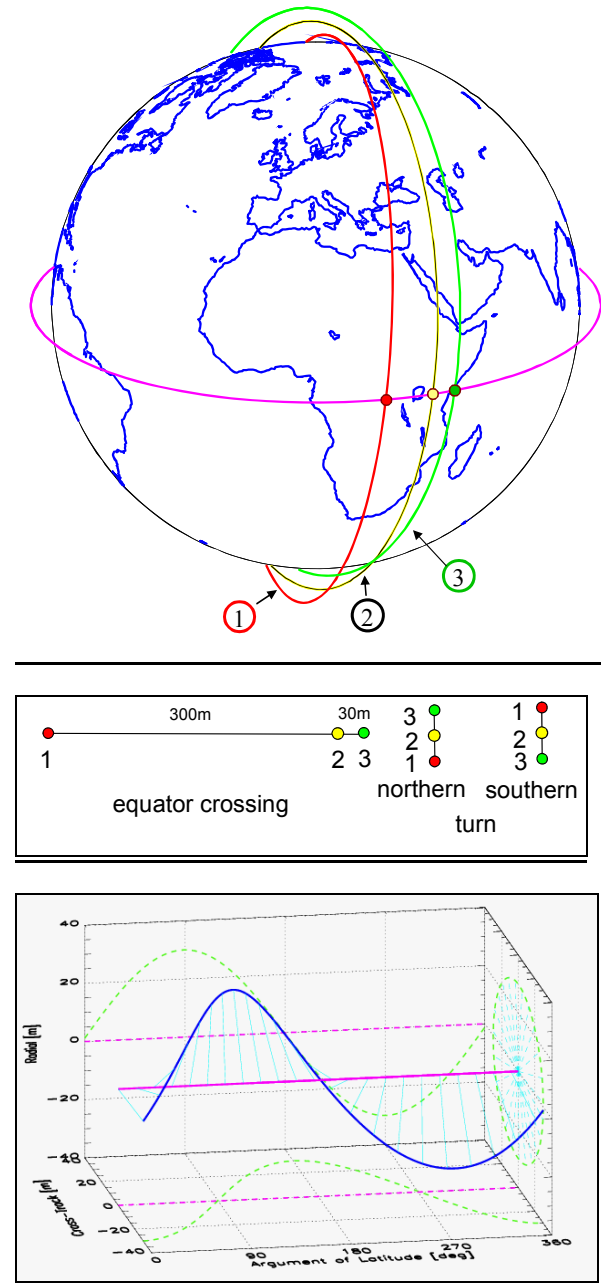 1
2
3
300m 30m
1 2 3
equator crossing
3
2
1
northern
1
2
3
southern
turn
40
20
0
-20
-40
Radial [m]
40
20
0
-20
-40
Cross-Track [m]
0 90 180 270 360
Argument of Latitude [deg]